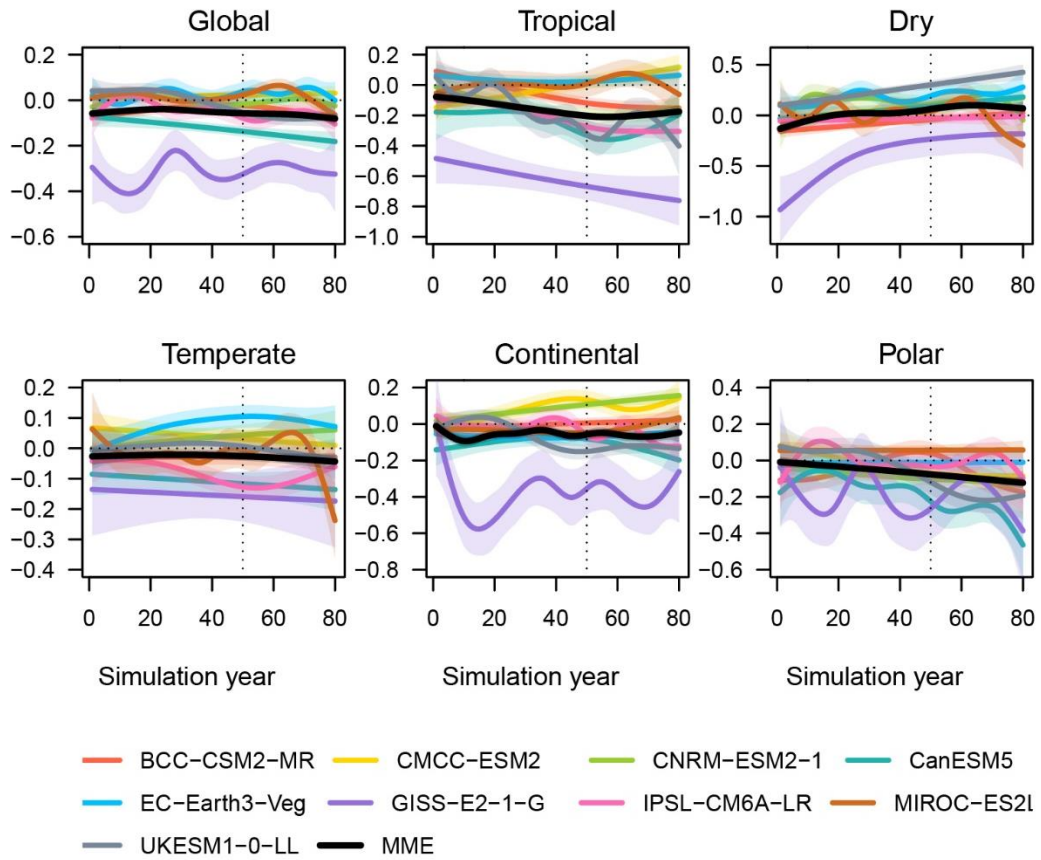 Global Tropical Dry
0.2 0.2 0.5
0.0 0.0 0.0
−0.2 −0.2 −0.4 −0.6 −0.8 −1.0
−0.4 −1.0
−0.6
0 20 40 60 80 0 20 40 60 80 0 20 40 60 80
Temperate Continental Polar
0.2 0.2 0.4
0.1 0.0 0.2
0.0 −0.2 0.0
−0.1 −0.4 −0.2
−0.2 −0.6 −0.4
−0.3 −0.8 −0.6
−0.4
0 20 40 60 80 0 20 40 60 80 0 20 40 60 80
Simulation year Simulation year Simulation year
BCC−CSM2−MR CMCC−ESM2 CNRM−ESM2−1 CanESM5
EC−Earth3−Veg GISS−E2−1−G IPSL−CM6A−LR MIROC−ES2L
UKESM1−0−LL MME